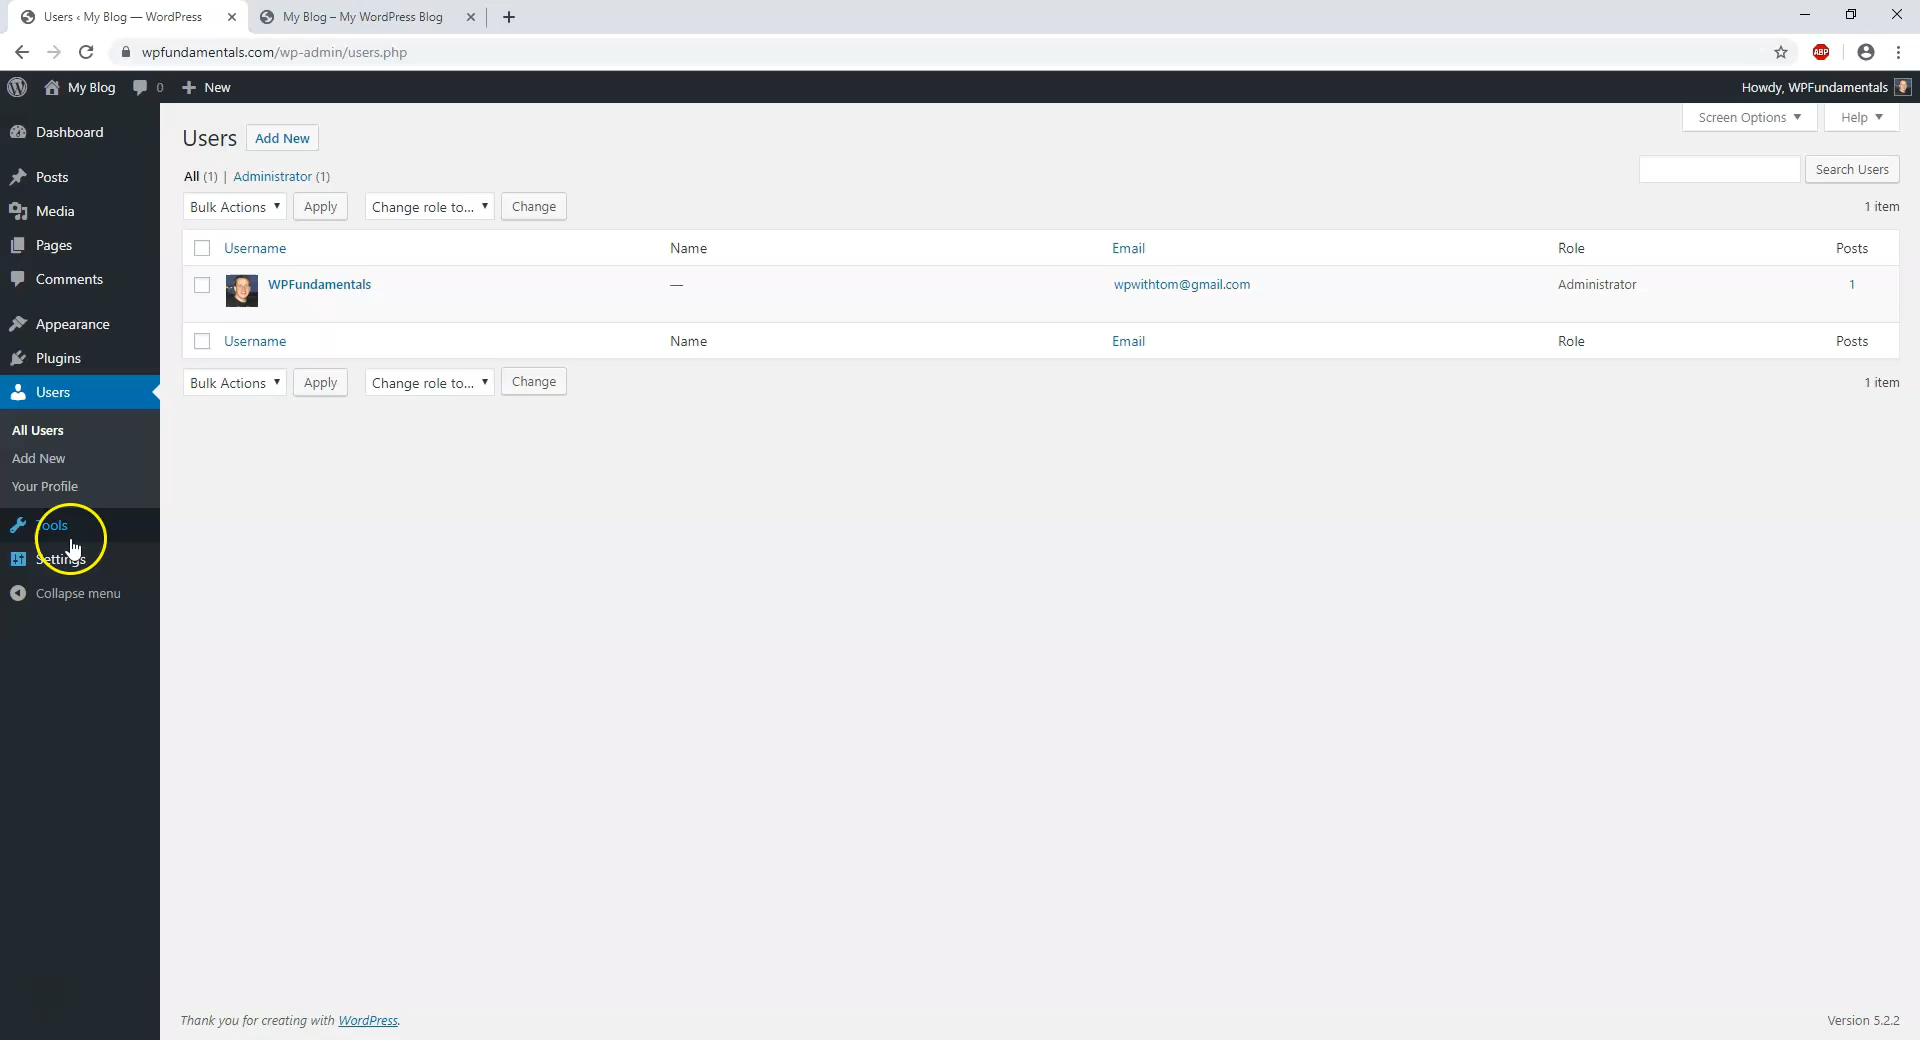 Users ‹ My Blog — WordPress
My Blog – My WordPress Blog
wpfundamentals.com/wp-admin/users.php
ABP
My Blog
0
New
Howdy, WPFundamentals
Dashboard
Posts
Media
Pages
Comments
Appearance
Plugins
Users
All Users
Add New
Your Profile
Tools
Settings
Collapse menu
Screen Options
Help
Users
Add New
All (1) | Administrator (1)
Search Users
Bulk Actions
Apply
Change role to...
Change
1 item
Username Name Email Role Posts
WPFundamentals — wpwithtom@gmail.com Administrator 1
Username Name Email Role Posts
Bulk Actions
Apply
Change role to...
Change
1 item
Thank you for creating with WordPress.
Version 5.2.2